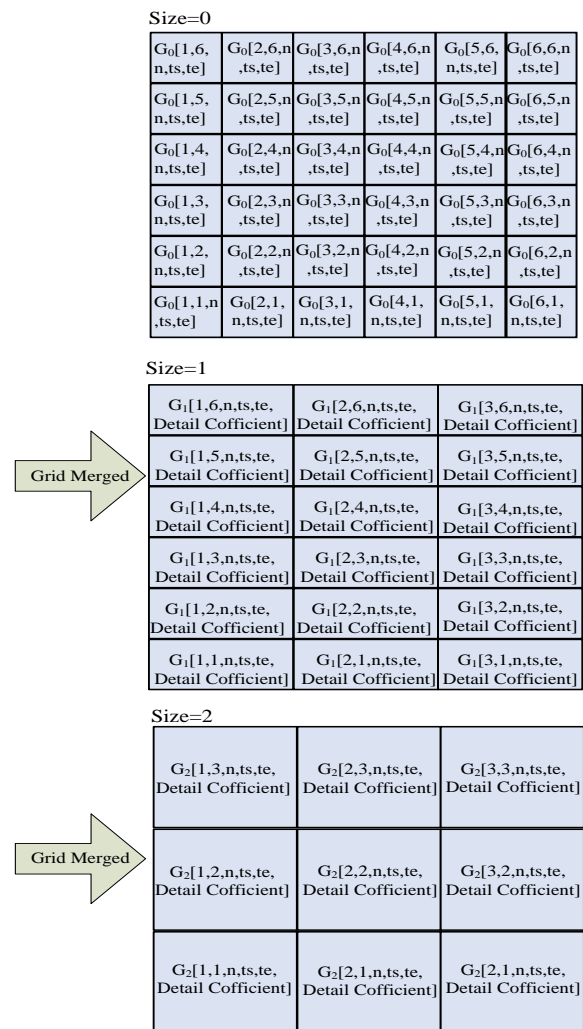 Size=0
G₀[1,6, G₀[2,6,n G₀[3,6,n G₀[4,6,n G₀[5,6, G₀[6,6,n
n,ts,te] ,ts,te] ,ts,te] ,ts,te] n,ts,te] ,ts,te]
G₀[1,5, G₀[2,5,n G₀[3,5,n G₀[4,5,n G₀[5,5,n G₀[6,5,n
n,ts,te] ,ts,te] ,ts,te] ,ts,te] ,ts,te] ,ts,te]
G₀[1,4, G₀[2,4,n G₀[3,4,n G₀[4,4,n G₀[5,4,n G₀[6,4,n
n,ts,te] ,ts,te] ,ts,te] ,ts,te] ,ts,te] ,ts,te]
G₀[1,3, G₀[2,3,n G₀[3,3,n G₀[4,3,n G₀[5,3,n G₀[6,3,n
n,ts,te] ,ts,te] ,ts,te] ,ts,te] ,ts,te] ,ts,te]
G₀[1,2, G₀[2,2,n G₀[3,2,n G₀[4,2,n G₀[5,2,n G₀[6,2,n
n,ts,te] ,ts,te] ,ts,te] ,ts,te] ,ts,te] ,ts,te]
G₀[1,1,n G₀[2,1, G₀[3,1, G₀[4,1, G₀[5,1, G₀[6,1,
,ts,te] n,ts,te] n,ts,te] n,ts,te] n,ts,te] n,ts,te]
Size=1
G₁[1,6,n,ts,te, G₁[2,6,n,ts,te, G₁[3,6,n,ts,te,
Detail Cofficient] Detail Cofficient] Detail Cofficient]
G₁[1,5,n,ts,te, G₁[2,5,n,ts,te, G₁[3,5,n,ts,te,
Detail Cofficient] Detail Cofficient] Detail Cofficient]
Grid Merged
G₁[1,4,n,ts,te, G₁[2,4,n,ts,te, G₁[3,4,n,ts,te,
Detail Cofficient] Detail Cofficient] Detail Cofficient]
G₁[1,3,n,ts,te, G₁[2,3,n,ts,te, G₁[3,3,n,ts,te,
Detail Cofficient] Detail Cofficient] Detail Cofficient]
G₁[1,2,n,ts,te, G₁[2,2,n,ts,te, G₁[3,2,n,ts,te,
Detail Cofficient] Detail Cofficient] Detail Cofficient]
G₁[1,1,n,ts,te, G₁[2,1,n,ts,te, G₁[3,1,n,ts,te,
Detail Cofficient] Detail Cofficient] Detail Cofficient]
Size=2
G₂[1,3,n,ts,te, G₂[2,3,n,ts,te, G₂[3,3,n,ts,te,
Detail Cofficient] Detail Cofficient] Detail Cofficient]
Grid Merged
G₂[1,2,n,ts,te, G₂[2,2,n,ts,te, G₂[3,2,n,ts,te,
Detail Cofficient] Detail Cofficient] Detail Cofficient]
G₂[1,1,n,ts,te, G₂[2,1,n,ts,te, G₂[2,1,n,ts,te,
Detail Cofficient] Detail Cofficient] Detail Cofficient]